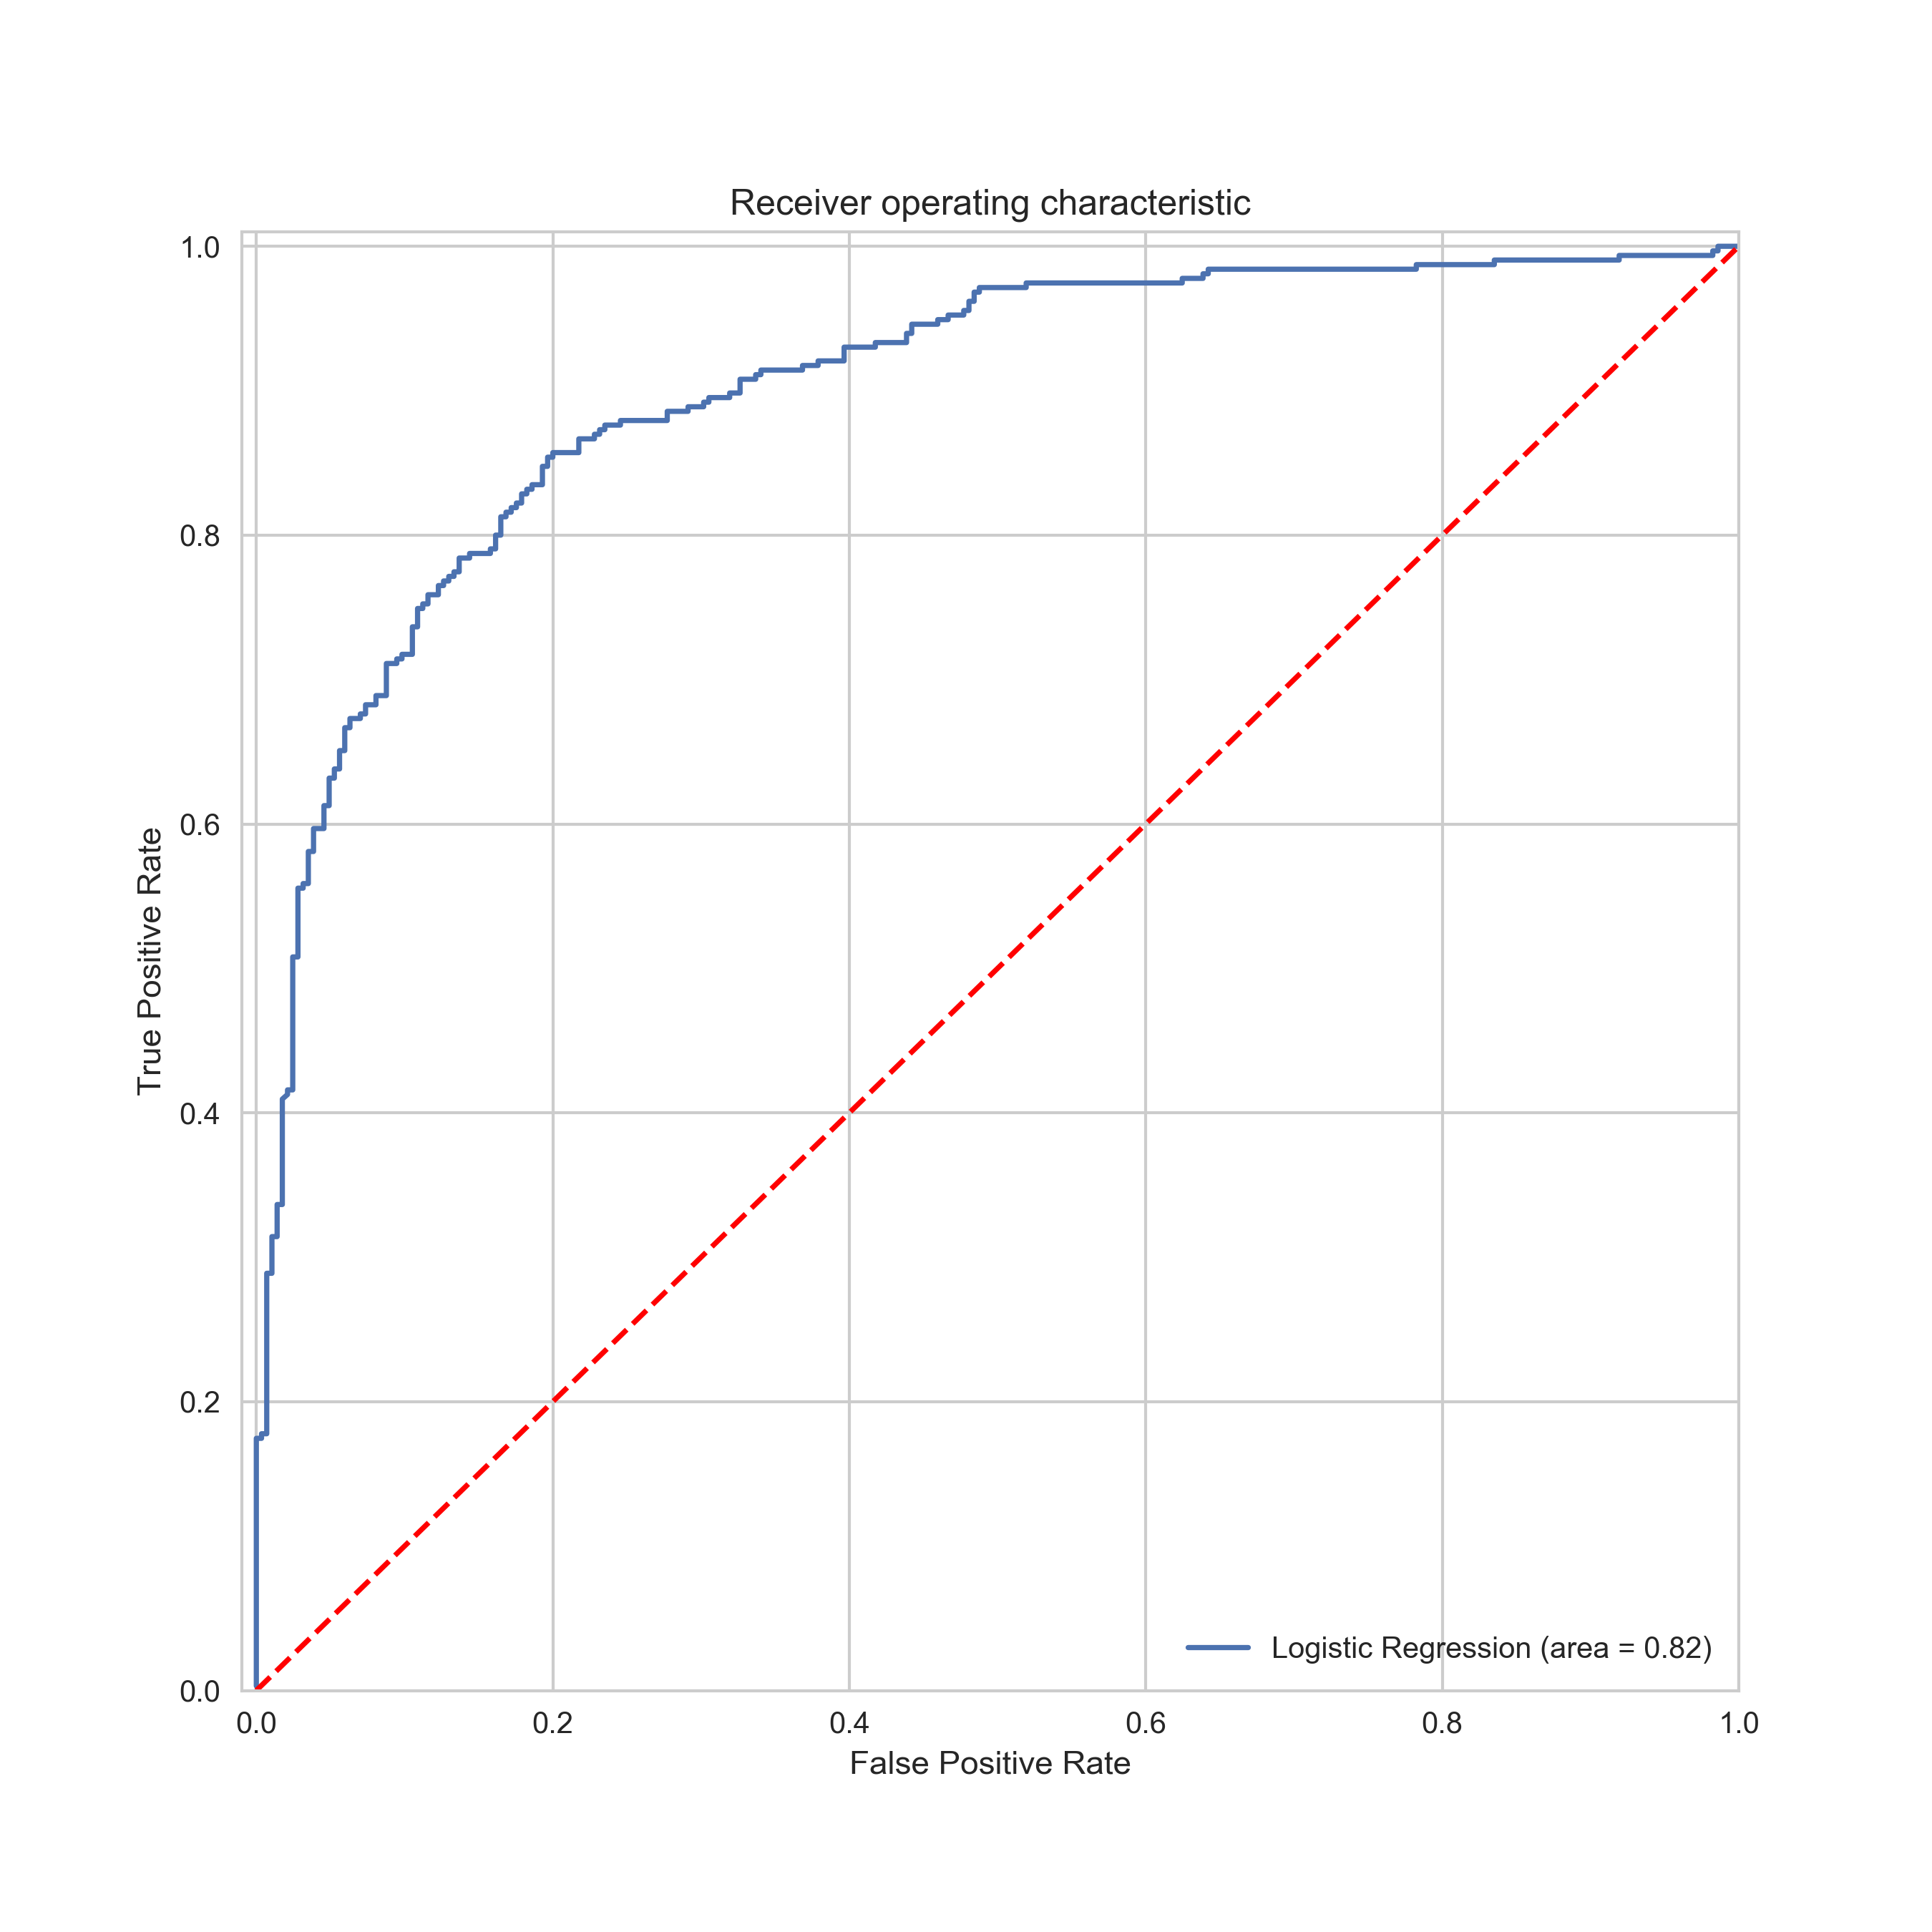 Receiver operating characteristic
1.0
0.8
0.6
0.4
0.2
0.0
True Positive Rate
Logistic Regression (area = 0.82)
0.0 0.2 0.4 0.6 0.8 1.0
False Positive Rate